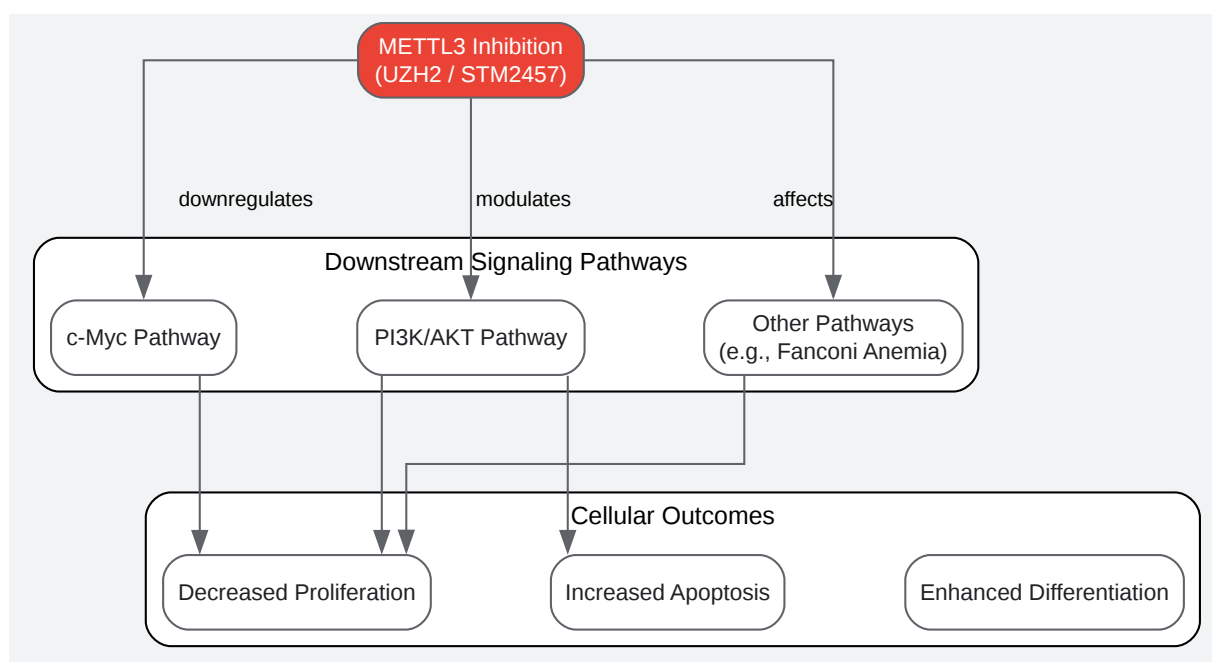 METTL3 Inhibition
(UZH2 / STM2457)
downregulates
modulates
affects
Downstream Signaling Pathways
c-Myc Pathway
PI3K/AKT Pathway
Other Pathways
(e.g., Fanconi Anemia)
Cellular Outcomes
Decreased Proliferation
Increased Apoptosis
Enhanced Differentiation